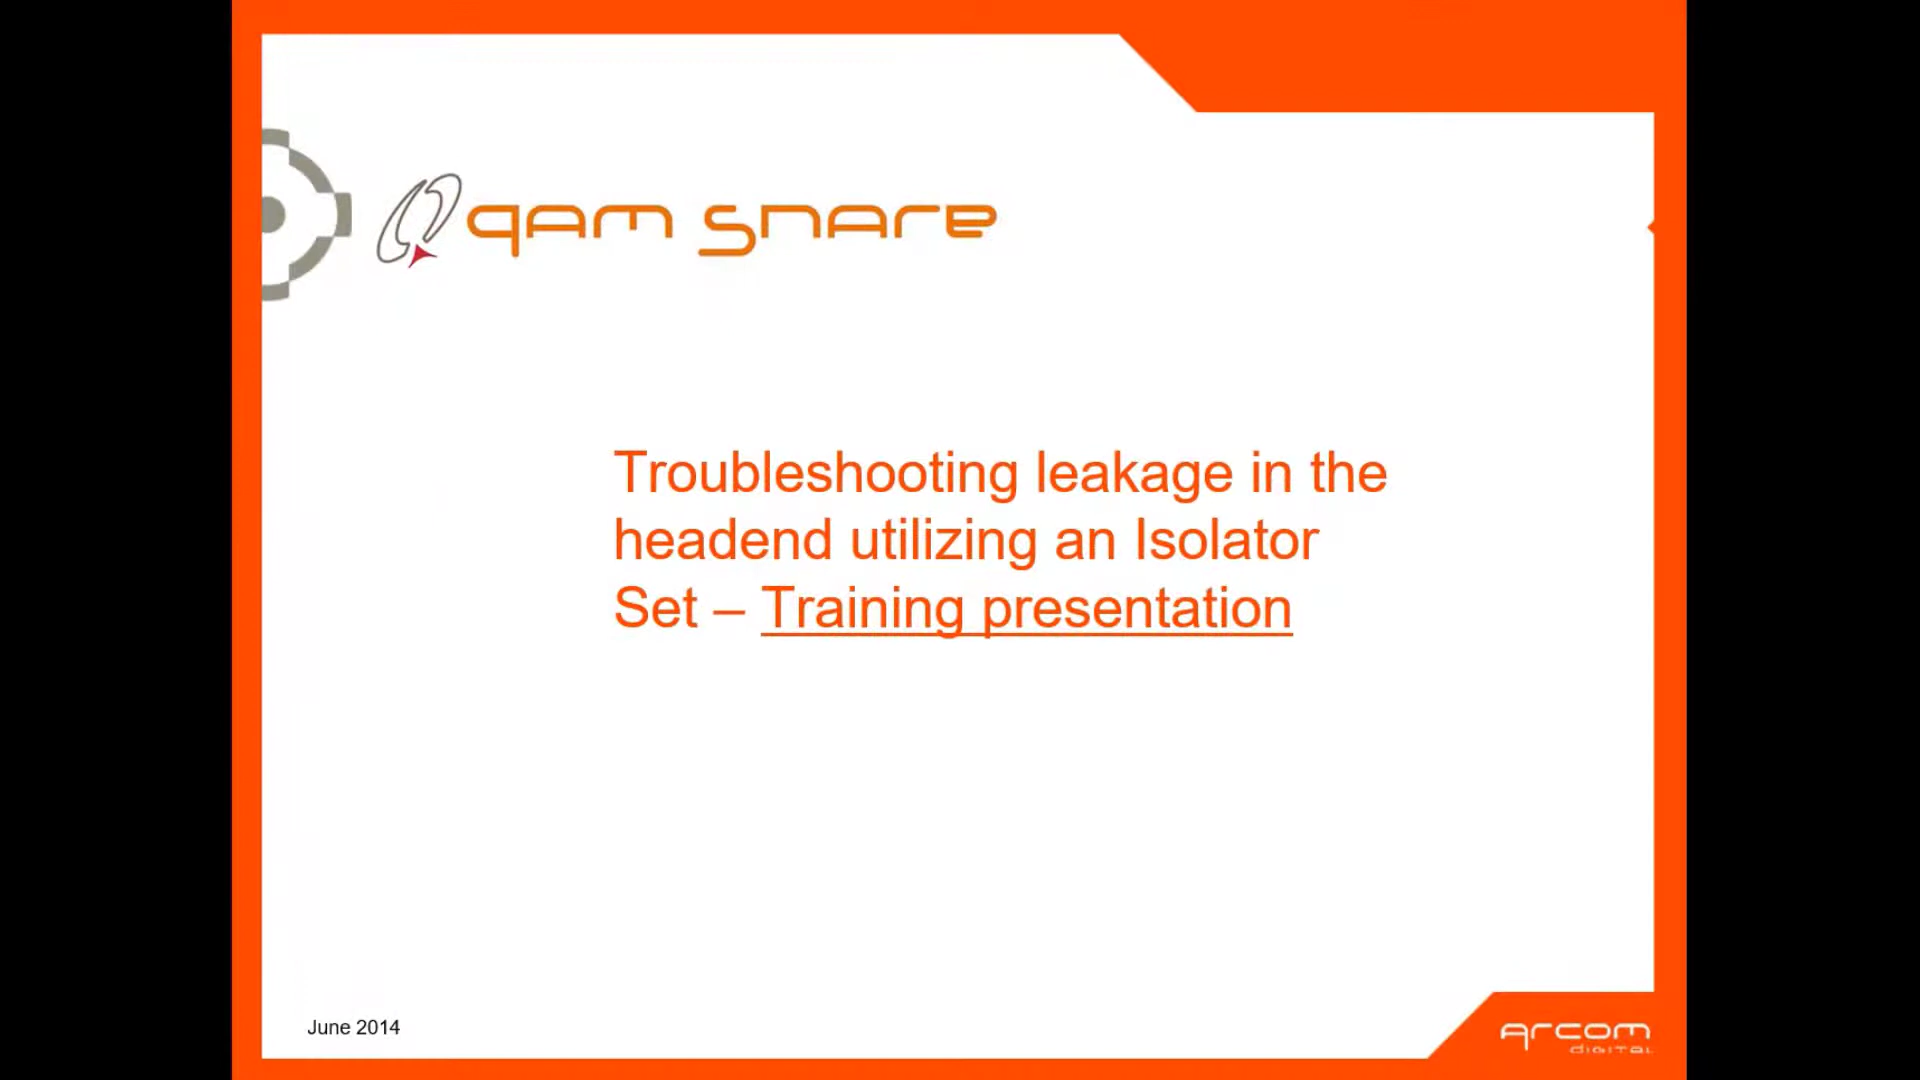 qam snare
Troubleshooting leakage in the
headend utilizing an Isolator
Set – Training presentation
June 2014
arcom
digital